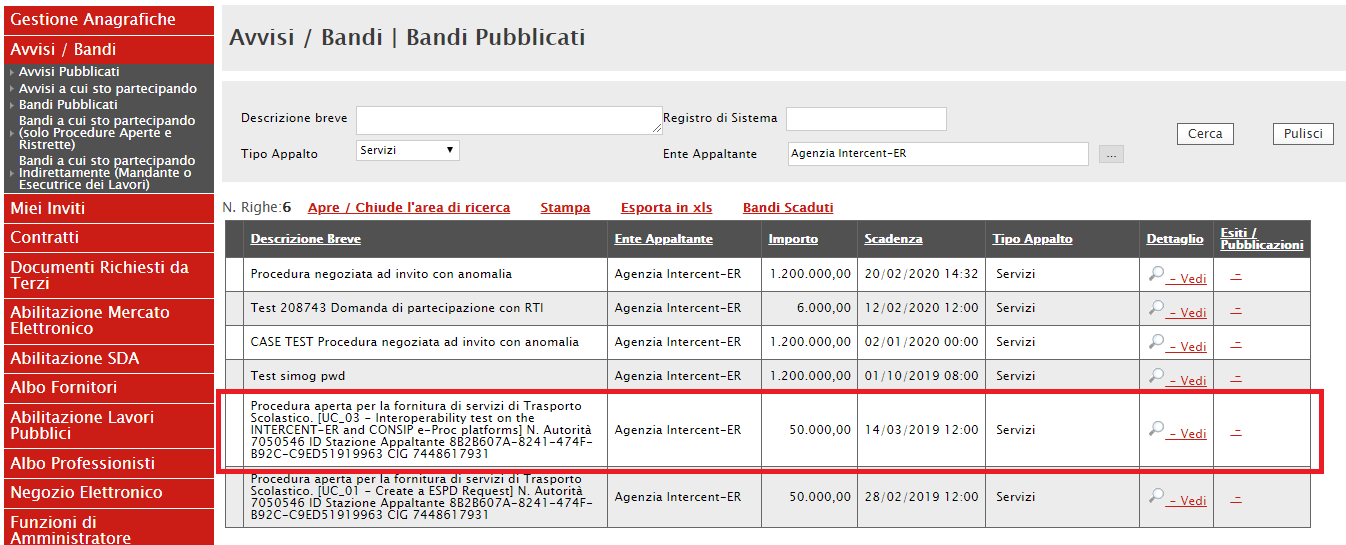 Gestione Anagrafiche
Avvisi / Bandi
Avvisi Pubblicati
Avvisi a cui sto partecipando
Bandi Pubblicati
Bandi a cui sto partecipando
(solo Procedure Aperte e
Ristrette)
Bandi a cui sto partecipando
Indirettamente (Mandante o
Esecutrice dei Lavori)
Miei Inviti
Contratti
Documenti Richiesti da
Terzi
Abilitazione Mercato
Elettronico
Abilitazione SDA
Albo Fornitori
Abilitazione Lavori
Pubblici
Albo Professionisti
Negozio Elettronico
Funzioni di
Amministratore
Avvisi / Bandi | Bandi Pubblicati
Descrizione breve Registro di Sistema
Cerca Pulisci
Tipo Appalto Servizi Ente Appaltante Agenzia Intercent-ER ...
N. Righe:6 Apre / Chiude l'area di ricerca Stampa Esporta in xls Bandi Scaduti
Descrizione Breve Ente Appaltante Importo Scadenza Tipo Appalto Dettaglio Esiti /
Pubblicazioni
Procedura negoziata ad invito con anomalia Agenzia Intercent-ER 1.200.000,00 20/02/2020 14:32 Servizi - Vedi -
Test 208743 Domanda di partecipazione con RTI Agenzia Intercent-ER 6.000,00 12/02/2020 12:00 Servizi - Vedi -
CASE TEST Procedura negoziata ad invito con anomalia Agenzia Intercent-ER 1.200.000,00 02/01/2020 00:00 Servizi - Vedi -
Test simog pwd Agenzia Intercent-ER 1.200.000,00 01/10/2019 08:00 Servizi - Vedi -
Procedura aperta per la fornitura di servizi di Trasporto
Scolastico. [UC_03 - Interoperability test on the
INTERCENT-ER and CONSIP e-Proc platforms] N. Autorità
7050546 ID Stazione Appaltante 8B2B607A-8241-474F-
B92C-C9ED51919963 CIG 7448617931
Agenzia Intercent-ER 50.000,00 14/03/2019 12:00 Servizi - Vedi -
Procedura aperta per la fornitura di servizi di Trasporto
Scolastico. [UC_01 - Create a ESPD Request] N. Autorità
7050546 ID Stazione Appaltante 8B2B607A-8241-474F-
B92C-C9ED51919963 CIG 7448617931
Agenzia Intercent-ER 50.000,00 28/02/2019 12:00 Servizi - Vedi -